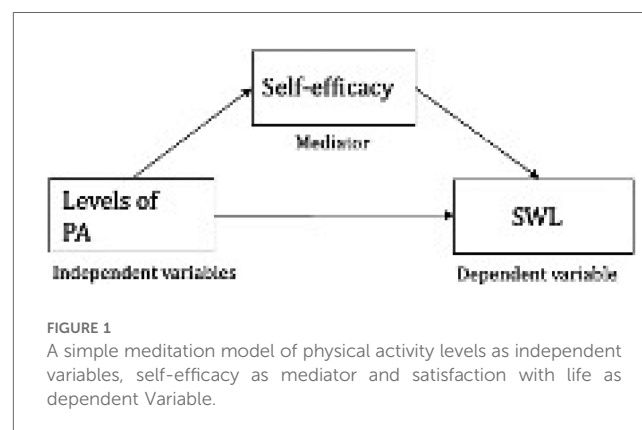 Self-efficacy
Mediator
Levels of
PA
SWL
Independent variables
Dependent variable
FIGURE 1
A simple meditation model of physical activity levels as independent
variables, self-efficacy as mediator and satisfaction with life as
dependent Variable.